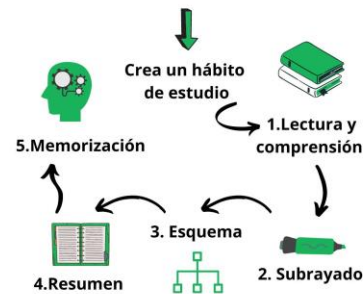 Crea un hábito
de estudio
1.Lectura y
comprensión
2. Subrayado
3. Esquema
4.Resumen
5.Memorización